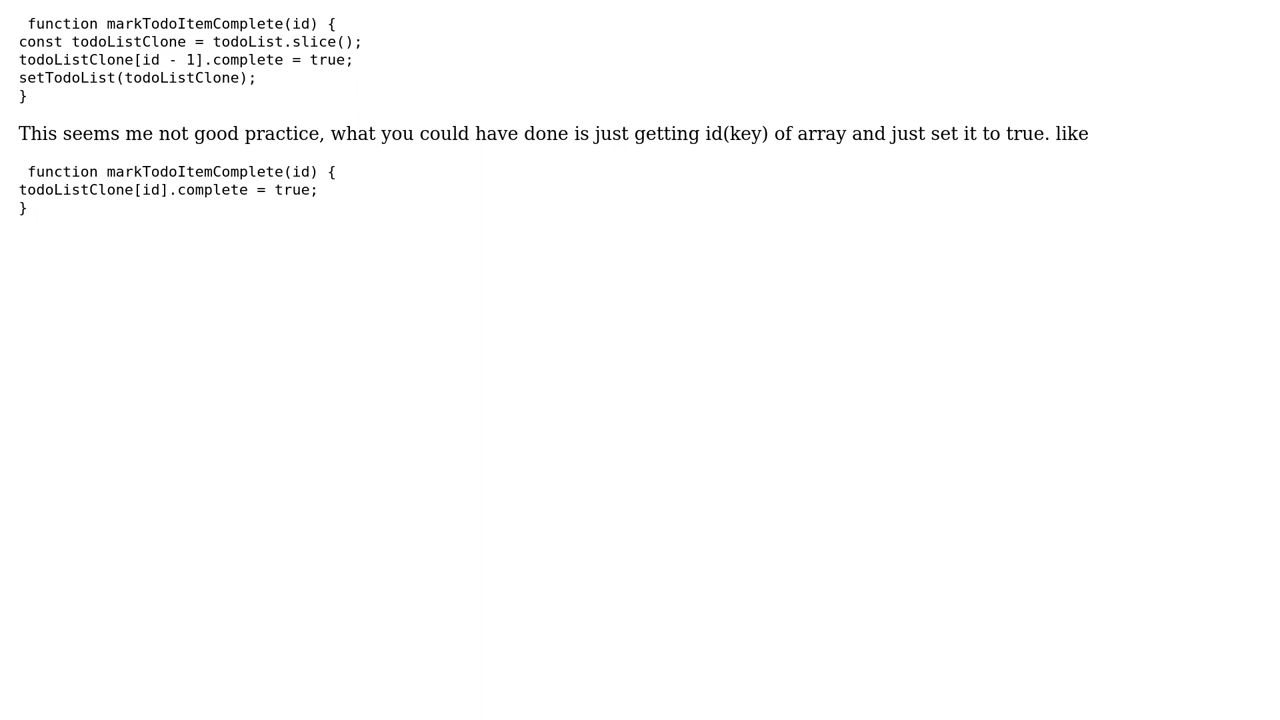 function markTodoItemComplete(id) {
const todoListClone = todoList.slice();
todoListClone[id - 1].complete = true;
setTodoList(todoListClone);
}
This seems me not good practice, what you could have done is just getting id(key) of array and just set it to true. like
function markTodoItemComplete(id) {
todoListClone[id].complete = true;
}